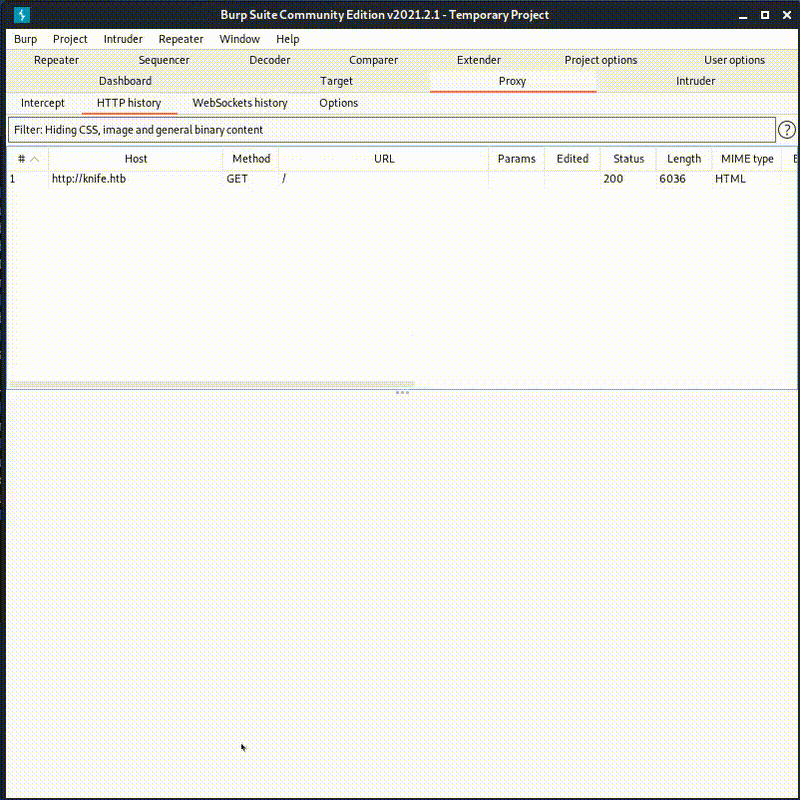 Burp Suite Community Edition v2021.2.1 - Temporary Project
Burp Project Intruder Repeater Window Help
Repeater Sequencer Decoder Comparer Extender Project options User options
Dashboard Target Proxy Intruder
Intercept HTTP history WebSockets history Options
Filter: Hiding CSS, image and general binary content ?
# Host Method URL Params Edited Status Length MIME type
1 http://knife.htb GET / 200 6036 HTML